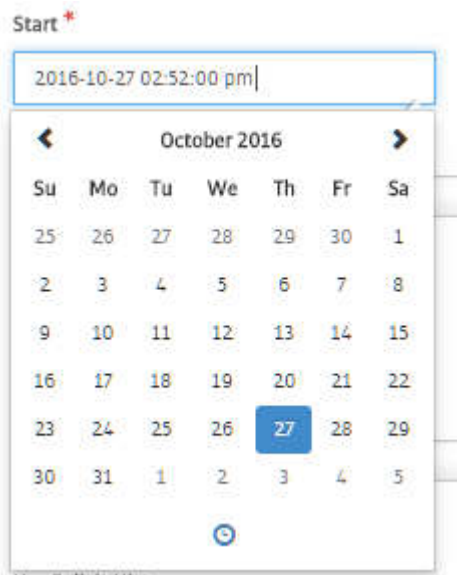 Start *
2016-10-27 02:52:00 pm
October 2016
Su Mo Tu We Th Fr Sa
25 26 27 28 29 30 1
2 3 4 5 6 7 8
9 10 11 12 13 14 15
16 17 18 19 20 21 22
23 24 25 26 27 28 29
30 31 1 2 3 4 5